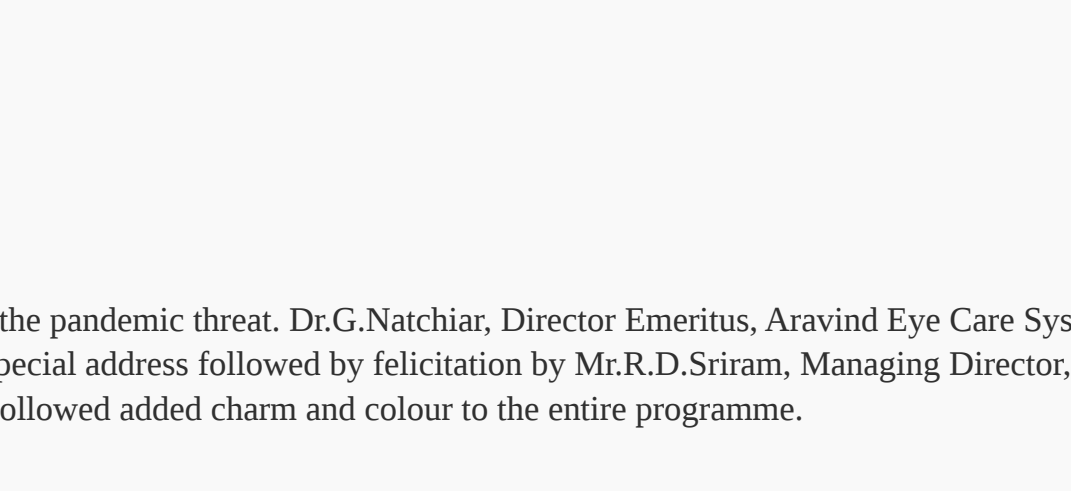 the pandemic threat. Dr.G.Natchiar, Director Emeritus, Aravind Eye Care Sys
pecial address followed by felicitation by Mr.R.D.Sriram, Managing Director,
ollowed added charm and colour to the entire programme.